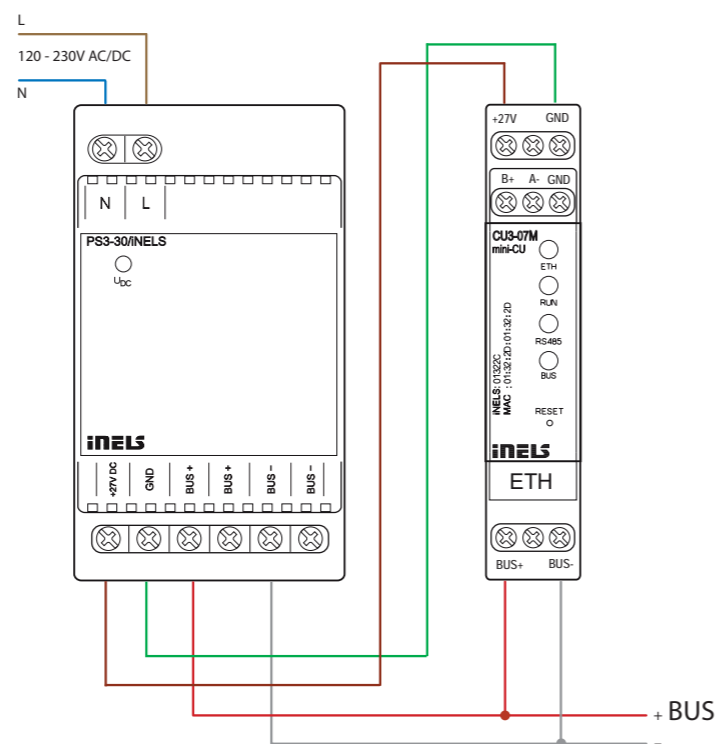 L
120 - 230V AC/DC
N
N L
PS3-30/iNELS
UDC
iNELS
+27V DC GND BUS + BUS + BUS – BUS –
+27V GND
B+ A- GND
CU3-07M
mini-CU
ETH
RUN
RS485
BUS
iNELS: 01322C
MAC : 01:32:2D:01:32:2D
RESET
iNELS
ETH
BUS+ BUS-
+ BUS
–